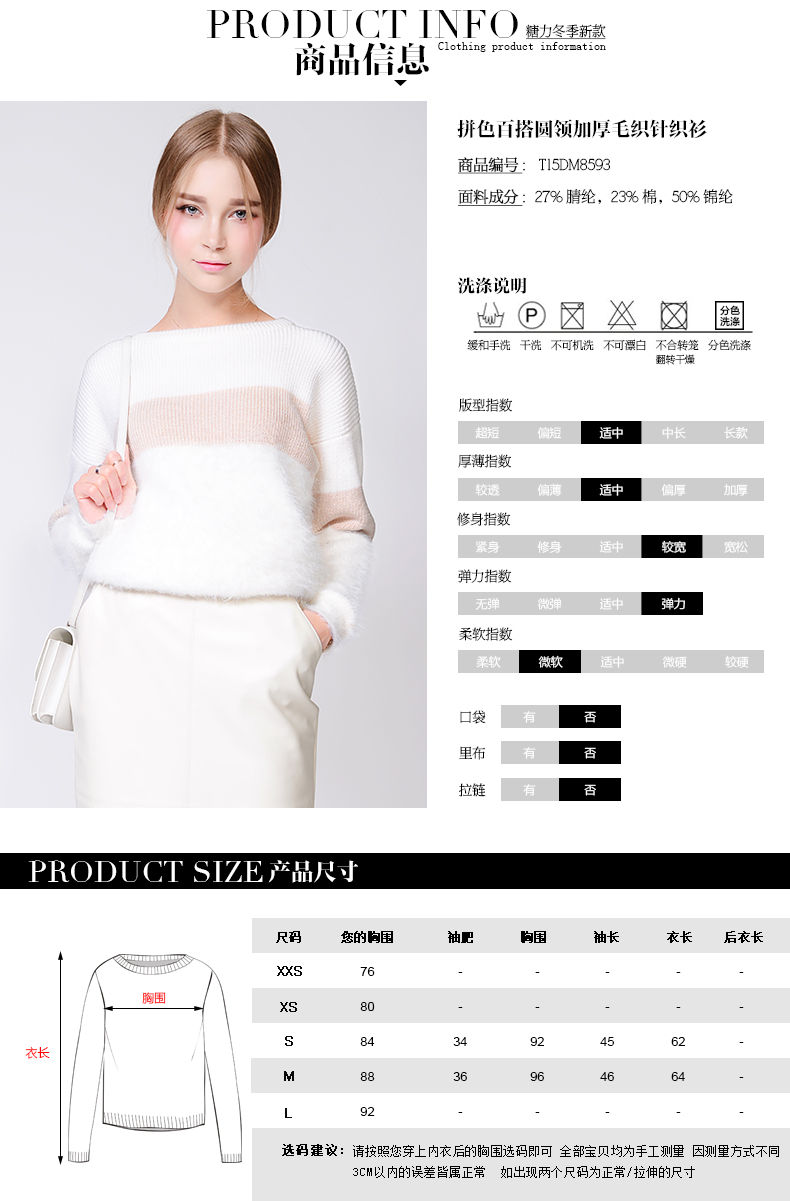 PRODUCT INFO 糖力冬季新款
商品信息 Clothing product information
拼色百搭圆领加厚毛织针织衫
商品编号： T15DM8593
面料成分：27% 腈纶，23% 棉，50% 锦纶
洗涤说明
P
分色
洗涤
缓和手洗 干洗 不可机洗 不可漂白 不合转笼 分色洗涤
翻转干燥
版型指数
超短 偏短 适中 中长 长款
厚薄指数
较透 偏薄 适中 偏厚 加厚
修身指数
紧身 修身 适中 较宽 宽松
弹力指数
无弹 微弹 适中 弹力
柔软指数
柔软 微软 适中 微硬 较硬
口袋 有 否
里布 有 否
拉链 有 否
PRODUCT SIZE 产品尺寸
尺码 您的胸围 袖肥 胸围 袖长 衣长 后衣长
XXS 76 - - - - -
XS 80 - - - - -
S 84 34 92 45 62 -
M 88 36 96 46 64 -
L 92 - - - - -
胸围
衣长
选码建议：请按照您穿上内衣后的胸围选码即可 全部宝贝均为手工测量 因测量方式不同
3CM以内的误差皆属正常 如出现两个尺码为正常/拉伸的尺寸